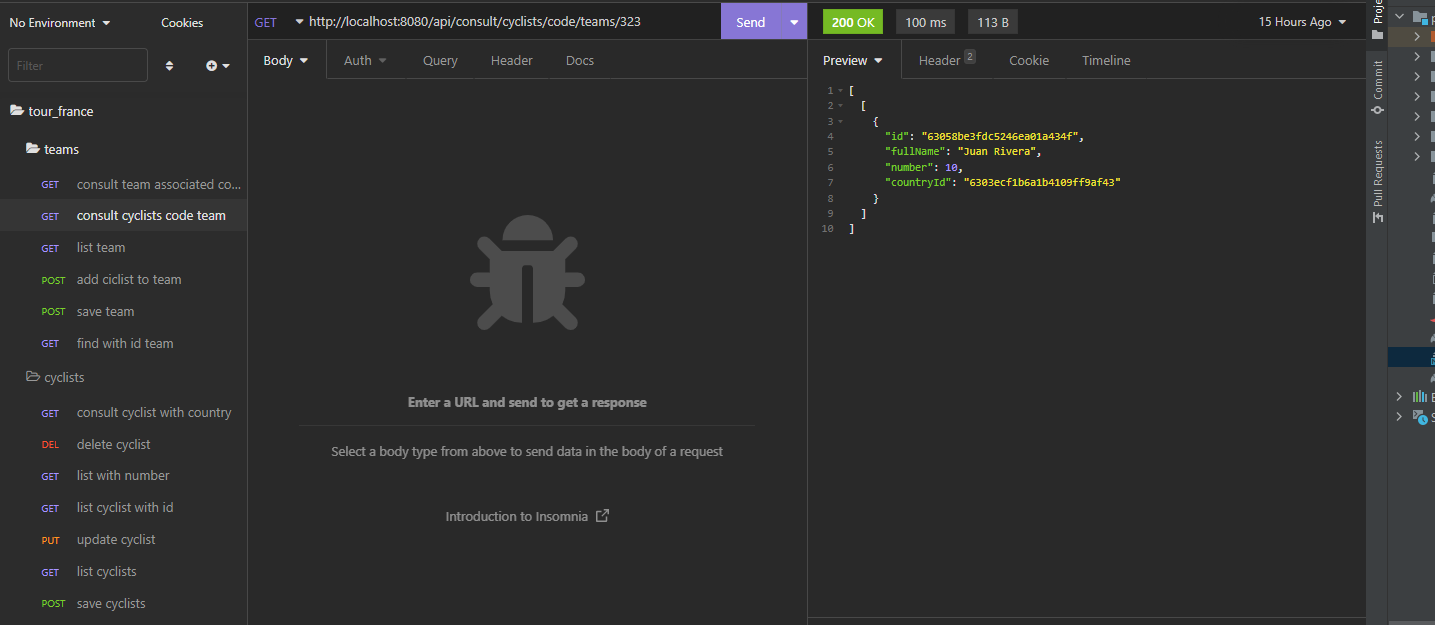 No Environment
Cookies
Filter
tour_france
teams
GET consult team associated co...
GET consult cyclists code team
GET list team
POST add ciclist to team
POST save team
GET find with id team
cyclists
GET consult cyclist with country
DEL delete cyclist
GET list with number
GET list cyclist with id
PUT update cyclist
GET list cyclists
POST save cyclists
GET http://localhost:8080/api/consult/cyclists/code/teams/323 Send
Body Auth Query Header Docs
Enter a URL and send to get a response
Select a body type from above to send data in the body of a request
Introduction to Insomnia
200 OK 100 ms 113 B 15 Hours Ago
Preview Header 2 Cookie Timeline
1 [
2 [
3 {
4 "id": "63058be3fdc5246ea01a434f",
5 "fullName": "Juan Rivera",
6 "number": 10,
7 "countryId": "6303ecf1b6a1b4109ff9af43"
8 }
9 ]
10 ]
Proje
Commit
Pull Requests